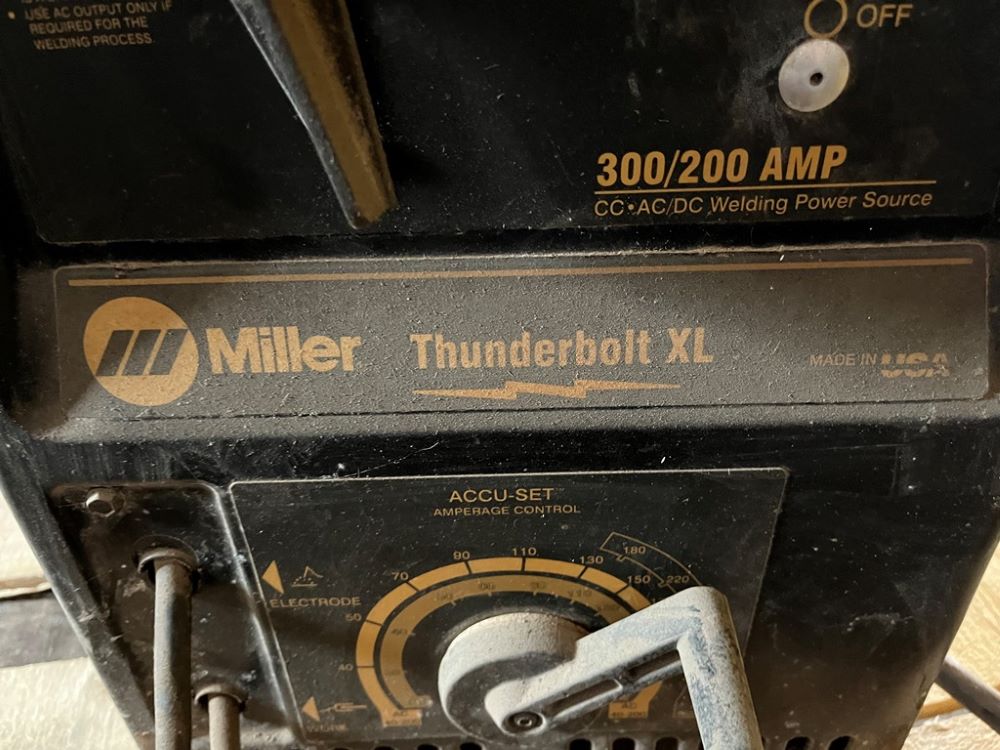 • USE AC OUTPUT ONLY IF
REQUIRED FOR THE
WELDING PROCESS.
OFF
300/200 AMP
CC•AC/DC Welding Power Source
Miller Thunderbolt XL
MADE IN USA
ACCU-SET
AMPERAGE CONTROL
180
90 110 130
70 150 220
ELECTRODE
50
40
WORK